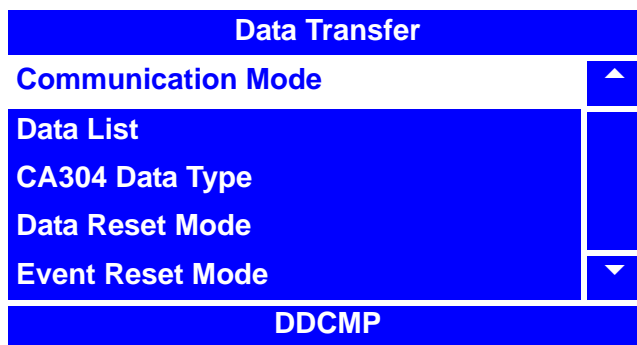 Data Transfer
Communication Mode
Data List
CA304 Data Type
Data Reset Mode
Event Reset Mode
DDCMP